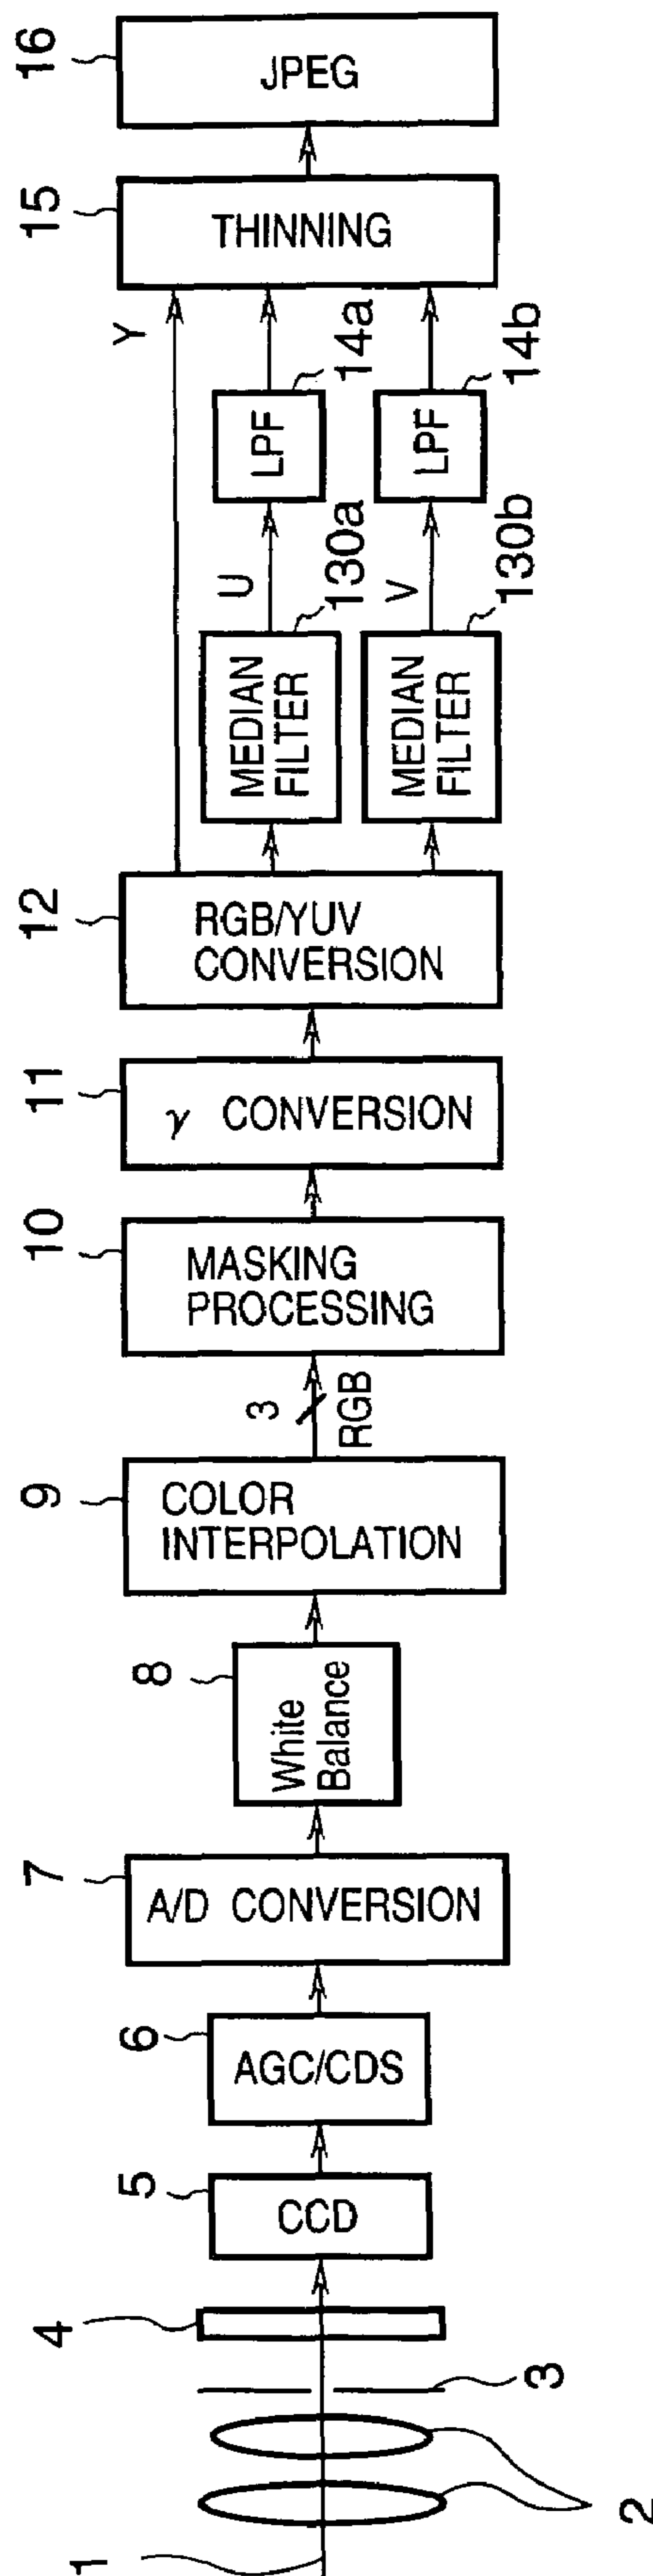 1
2
3
4
5
CCD
6
AGC/CDS
7
A/D CONVERSION
8
White
Balance
9
COLOR
INTERPOLATION
3
RGB
10
MASKING
PROCESSING
11
γ CONVERSION
12
RGB/YUV
CONVERSION
Y
MEDIAN
FILTER
130a
U
LPF
14a
MEDIAN
FILTER
130b
V
LPF
14b
15
THINNING
16
JPEG